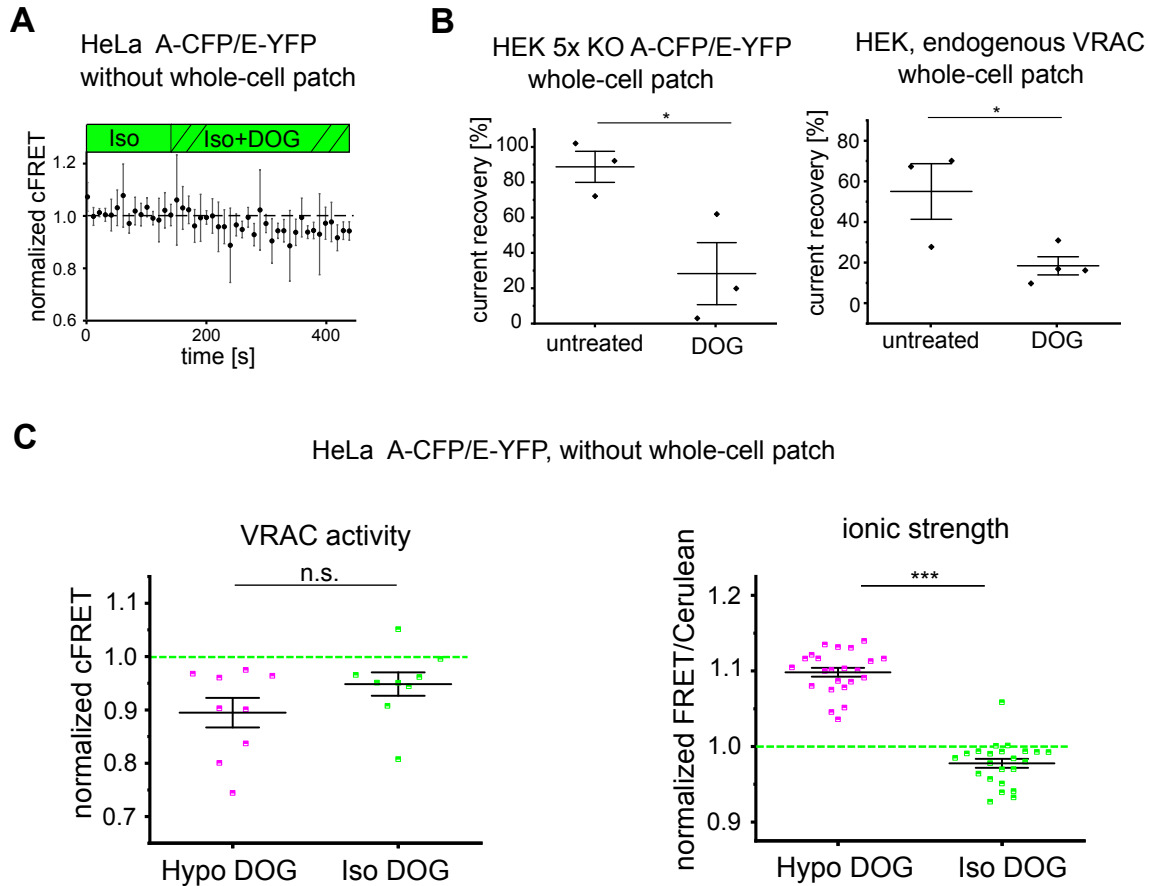 A
HeLa A-CFP/E-YFP
without whole-cell patch
Iso
Iso+DOG
normalized cFRET
1.2
1.0
0.8
0.6
0
200
400
time [s]
B
HEK 5x KO A-CFP/E-YFP
whole-cell patch
*
current recovery [%]
100
80
60
40
20
0
untreated
DOG
HEK, endogenous VRAC
whole-cell patch
*
current recovery [%]
80
60
40
20
0
untreated
DOG
C
HeLa A-CFP/E-YFP, without whole-cell patch
VRAC activity
n.s.
normalized cFRET
1.1
1.0
0.9
0.8
0.7
Hypo DOG
Iso DOG
ionic strength
***
normalized FRET/Cerulean
1.2
1.1
1.0
0.9
Hypo DOG
Iso DOG